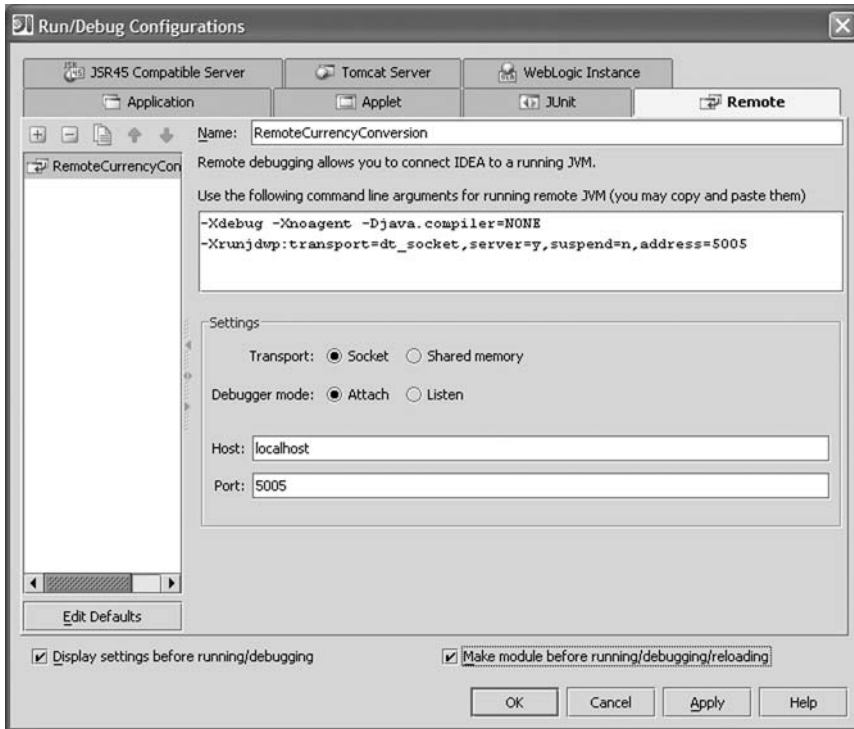 Run/Debug Configurations
JSR45 Compatible Server
Tomcat Server
WebLogic Instance
Application
Applet
JUnit
Remote
Name: RemoteCurrencyConversion
RemoteCurrencyCon
Remote debugging allows you to connect IDEA to a running JVM.
Use the following command line arguments for running remote JVM (you may copy and paste them)
-Xdebug -Xnoagent -Djava.compiler=NONE
-Xrunjdwp:transport=dt_socket,server=y,suspend=n,address=5005
Settings
Transport: Socket Shared memory
Debugger mode: Attach Listen
Host: localhost
Port: 5005
Edit Defaults
Display settings before running/debugging
Make module before running/debugging/reloading
OK
Cancel
Apply
Help